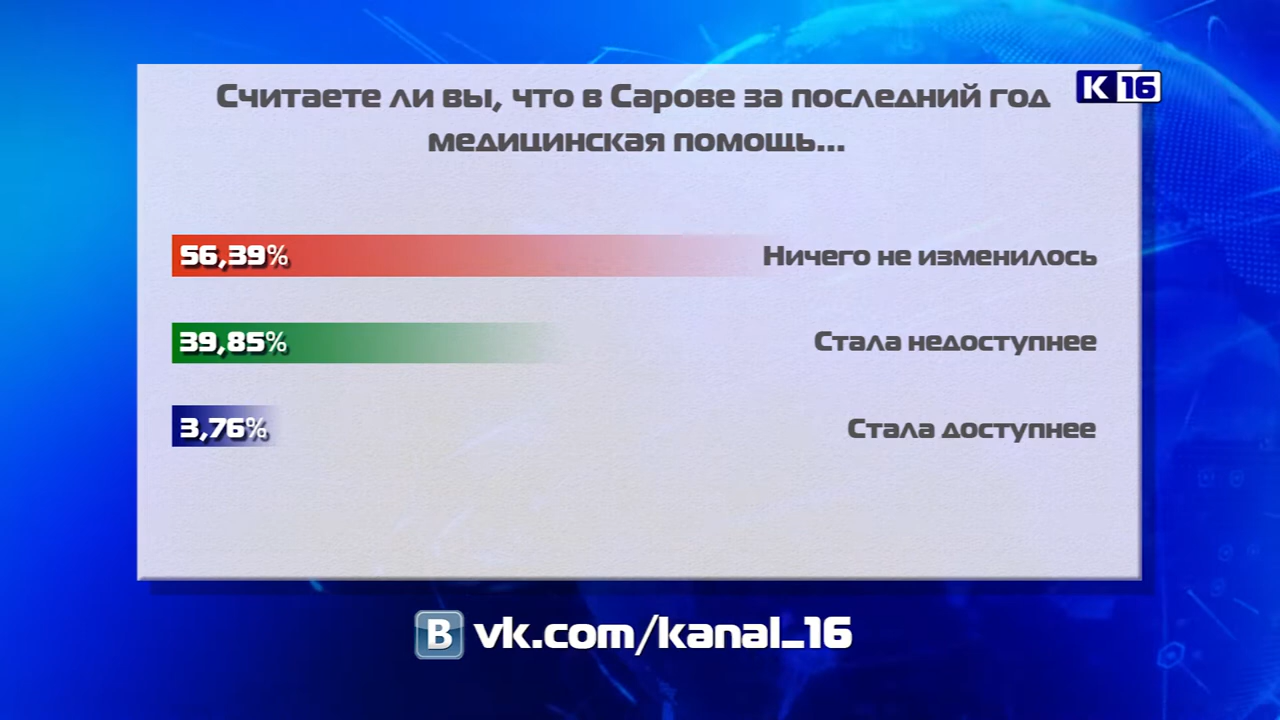 Считаете ли вы, что в Сарове за последний год
К 16
медицинская помощь...
56,39% Ничего не изменилось
39,85% Стала недоступнее
3,76% Стала доступнее
В vk.com/kanal_16